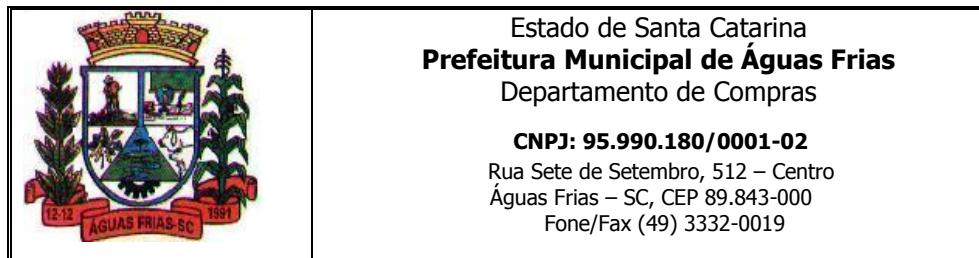 12-12
ÁGUAS FRIAS-SC
1991
Estado de Santa Catarina
Prefeitura Municipal de Águas Frias
Departamento de Compras
CNPJ: 95.990.180/0001-02
Rua Sete de Setembro, 512 – Centro
Águas Frias – SC, CEP 89.843-000
Fone/Fax (49) 3332-0019